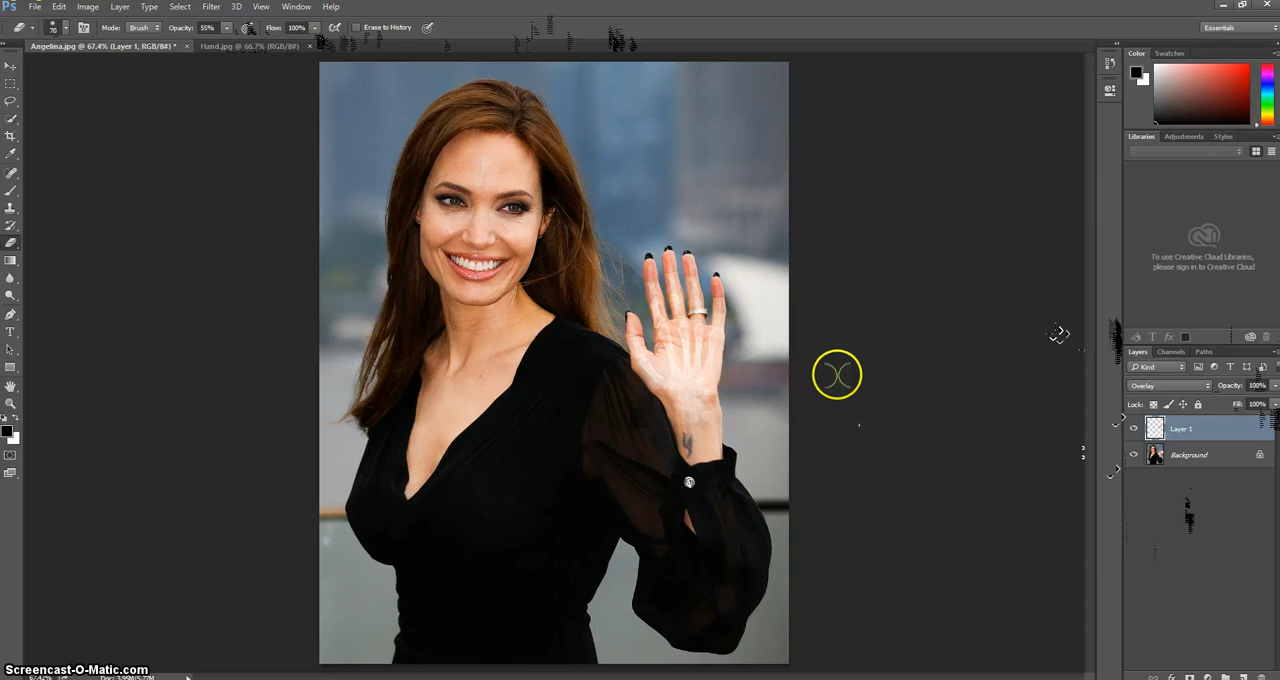 Ps File Edit Image Layer Type Select Filter 3D View Window Help
70 Mode: Brush Opacity: 55% Flow: 100% Erase to History Essentials
Angelina.jpg @ 67.4% (Layer 1, RGB/8#) * × Hand.jpg @ 66.7% (RGB/8#) ×
Color Swatches
Libraries Adjustments Styles
To use Creative Cloud Libraries,
please sign in to Creative Cloud
Layers Channels Paths
Kind
Overlay Opacity: 100%
Lock: Fill: 100%
Layer 1
Background
Screencast-O-Matic.com